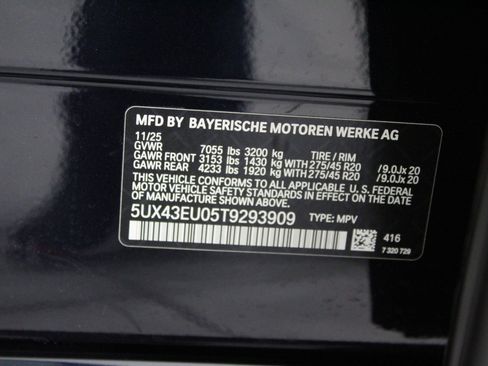 MFD BY BAYERISCHE MOTOREN WERKE AG
11/25
GVWR 7055 lbs 3200 kg TIRE / RIM
GAWR FRONT 3153 lbs 1430 kg WITH 275/45 R20 /9.0Jx 20
GAWR REAR 4233 lbs 1920 kg WITH 275/45 R20 /9.0Jx 20
THIS VEHICLE CONFORMS TO ALL APPLICABLE U.S. FEDERAL
MOTOR VEHICLE SAFETY STANDARDS IN EFFECT ON THE DATE
OF MANUFACTURE SHOWN ABOVE.
5UX43EU05T9293909 TYPE: MPV
416
7 320 729